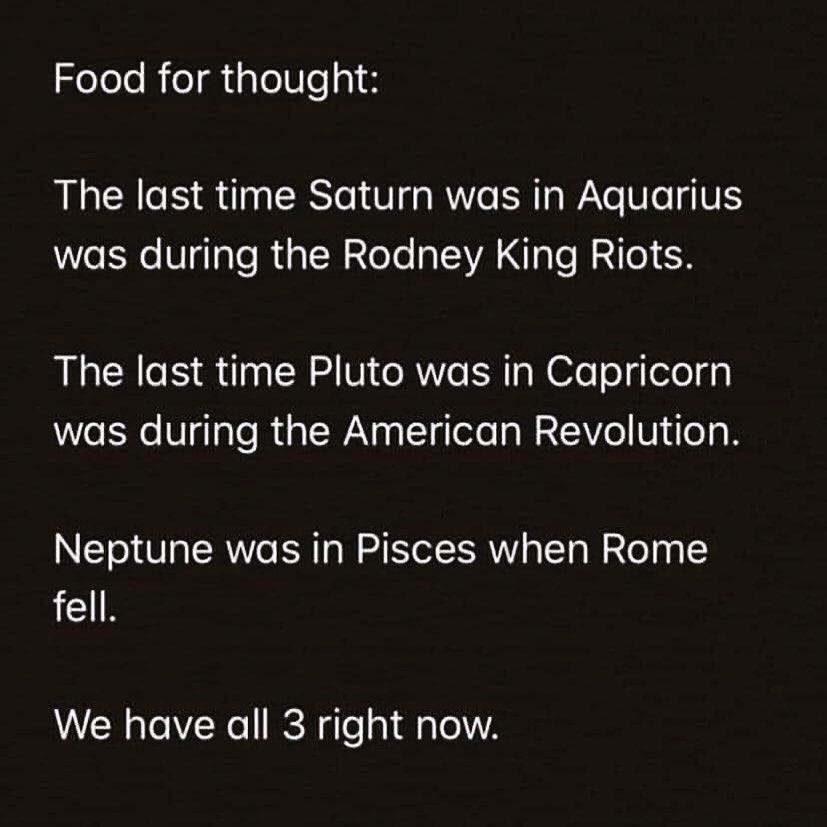 Food for thought:
The last time Saturn was in Aquarius
was during the Rodney King Riots.
The last time Pluto was in Capricorn
was during the American Revolution.
Neptune was in Pisces when Rome
fell.
We have all 3 right now.